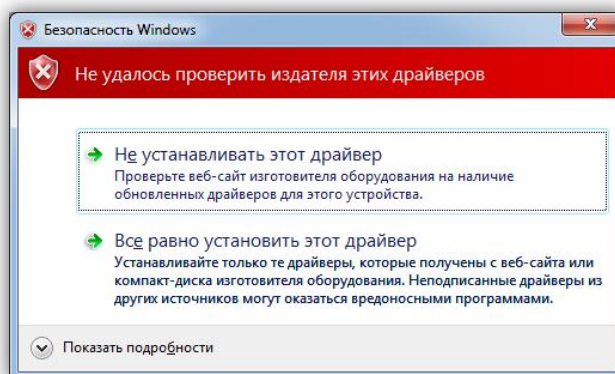 Безопасность Windows
Не удалось проверить издателя этих драйверов
Не устанавливать этот драйвер
Проверьте веб-сайт изготовителя оборудования на наличие
обновленных драйверов для этого устройства.
Все равно установить этот драйвер
Устанавливайте только те драйверы, которые получены с веб-сайта или
компакт-диска изготовителя оборудования. Неподписанные драйверы из
других источников могут оказаться вредоносными программами.
Показать подробности